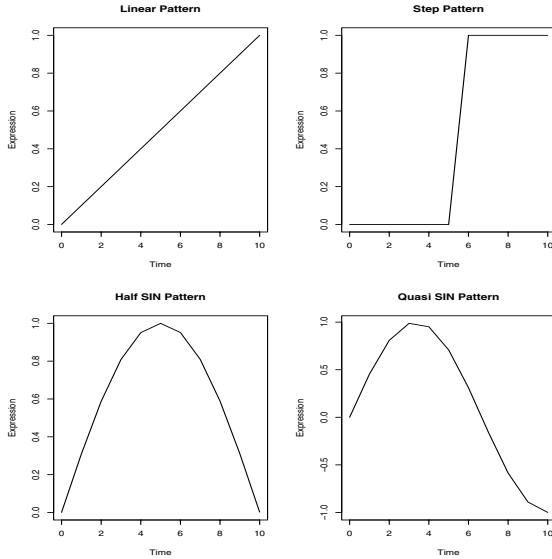 Linear Pattern
Expression
0.0 0.2 0.4 0.6 0.8 1.0
0 2 4 6 8 10
Time
Step Pattern
Expression
0.0 0.2 0.4 0.6 0.8 1.0
0 2 4 6 8 10
Time
Half SIN Pattern
Expression
0.0 0.2 0.4 0.6 0.8 1.0
0 2 4 6 8 10
Time
Quasi SIN Pattern
Expression
−1.0 −0.5 0.0 0.5 1.0
0 2 4 6 8 10
Time